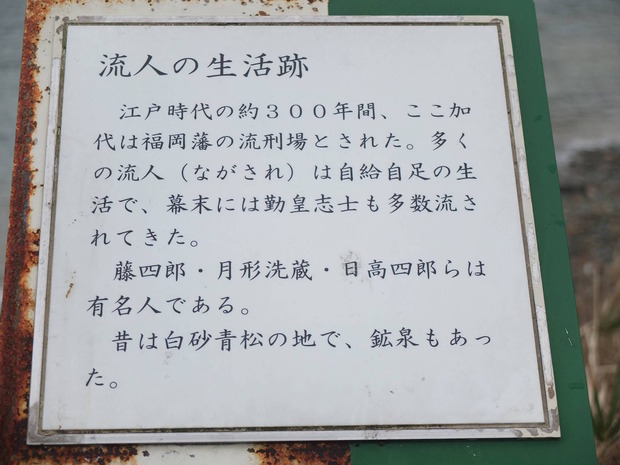 流人の生活跡
江戸時代の約３００年間、ここ加
代は福岡藩の流刑場とされた。多く
の流人（ながされ）は自給自足の生
活で、幕末には勤皇志士も多数流さ
れてきた。
藤四郎・月形洗蔵・日高四郎らは
有名人である。
昔は白砂青松の地で、鉱泉もあっ
た。